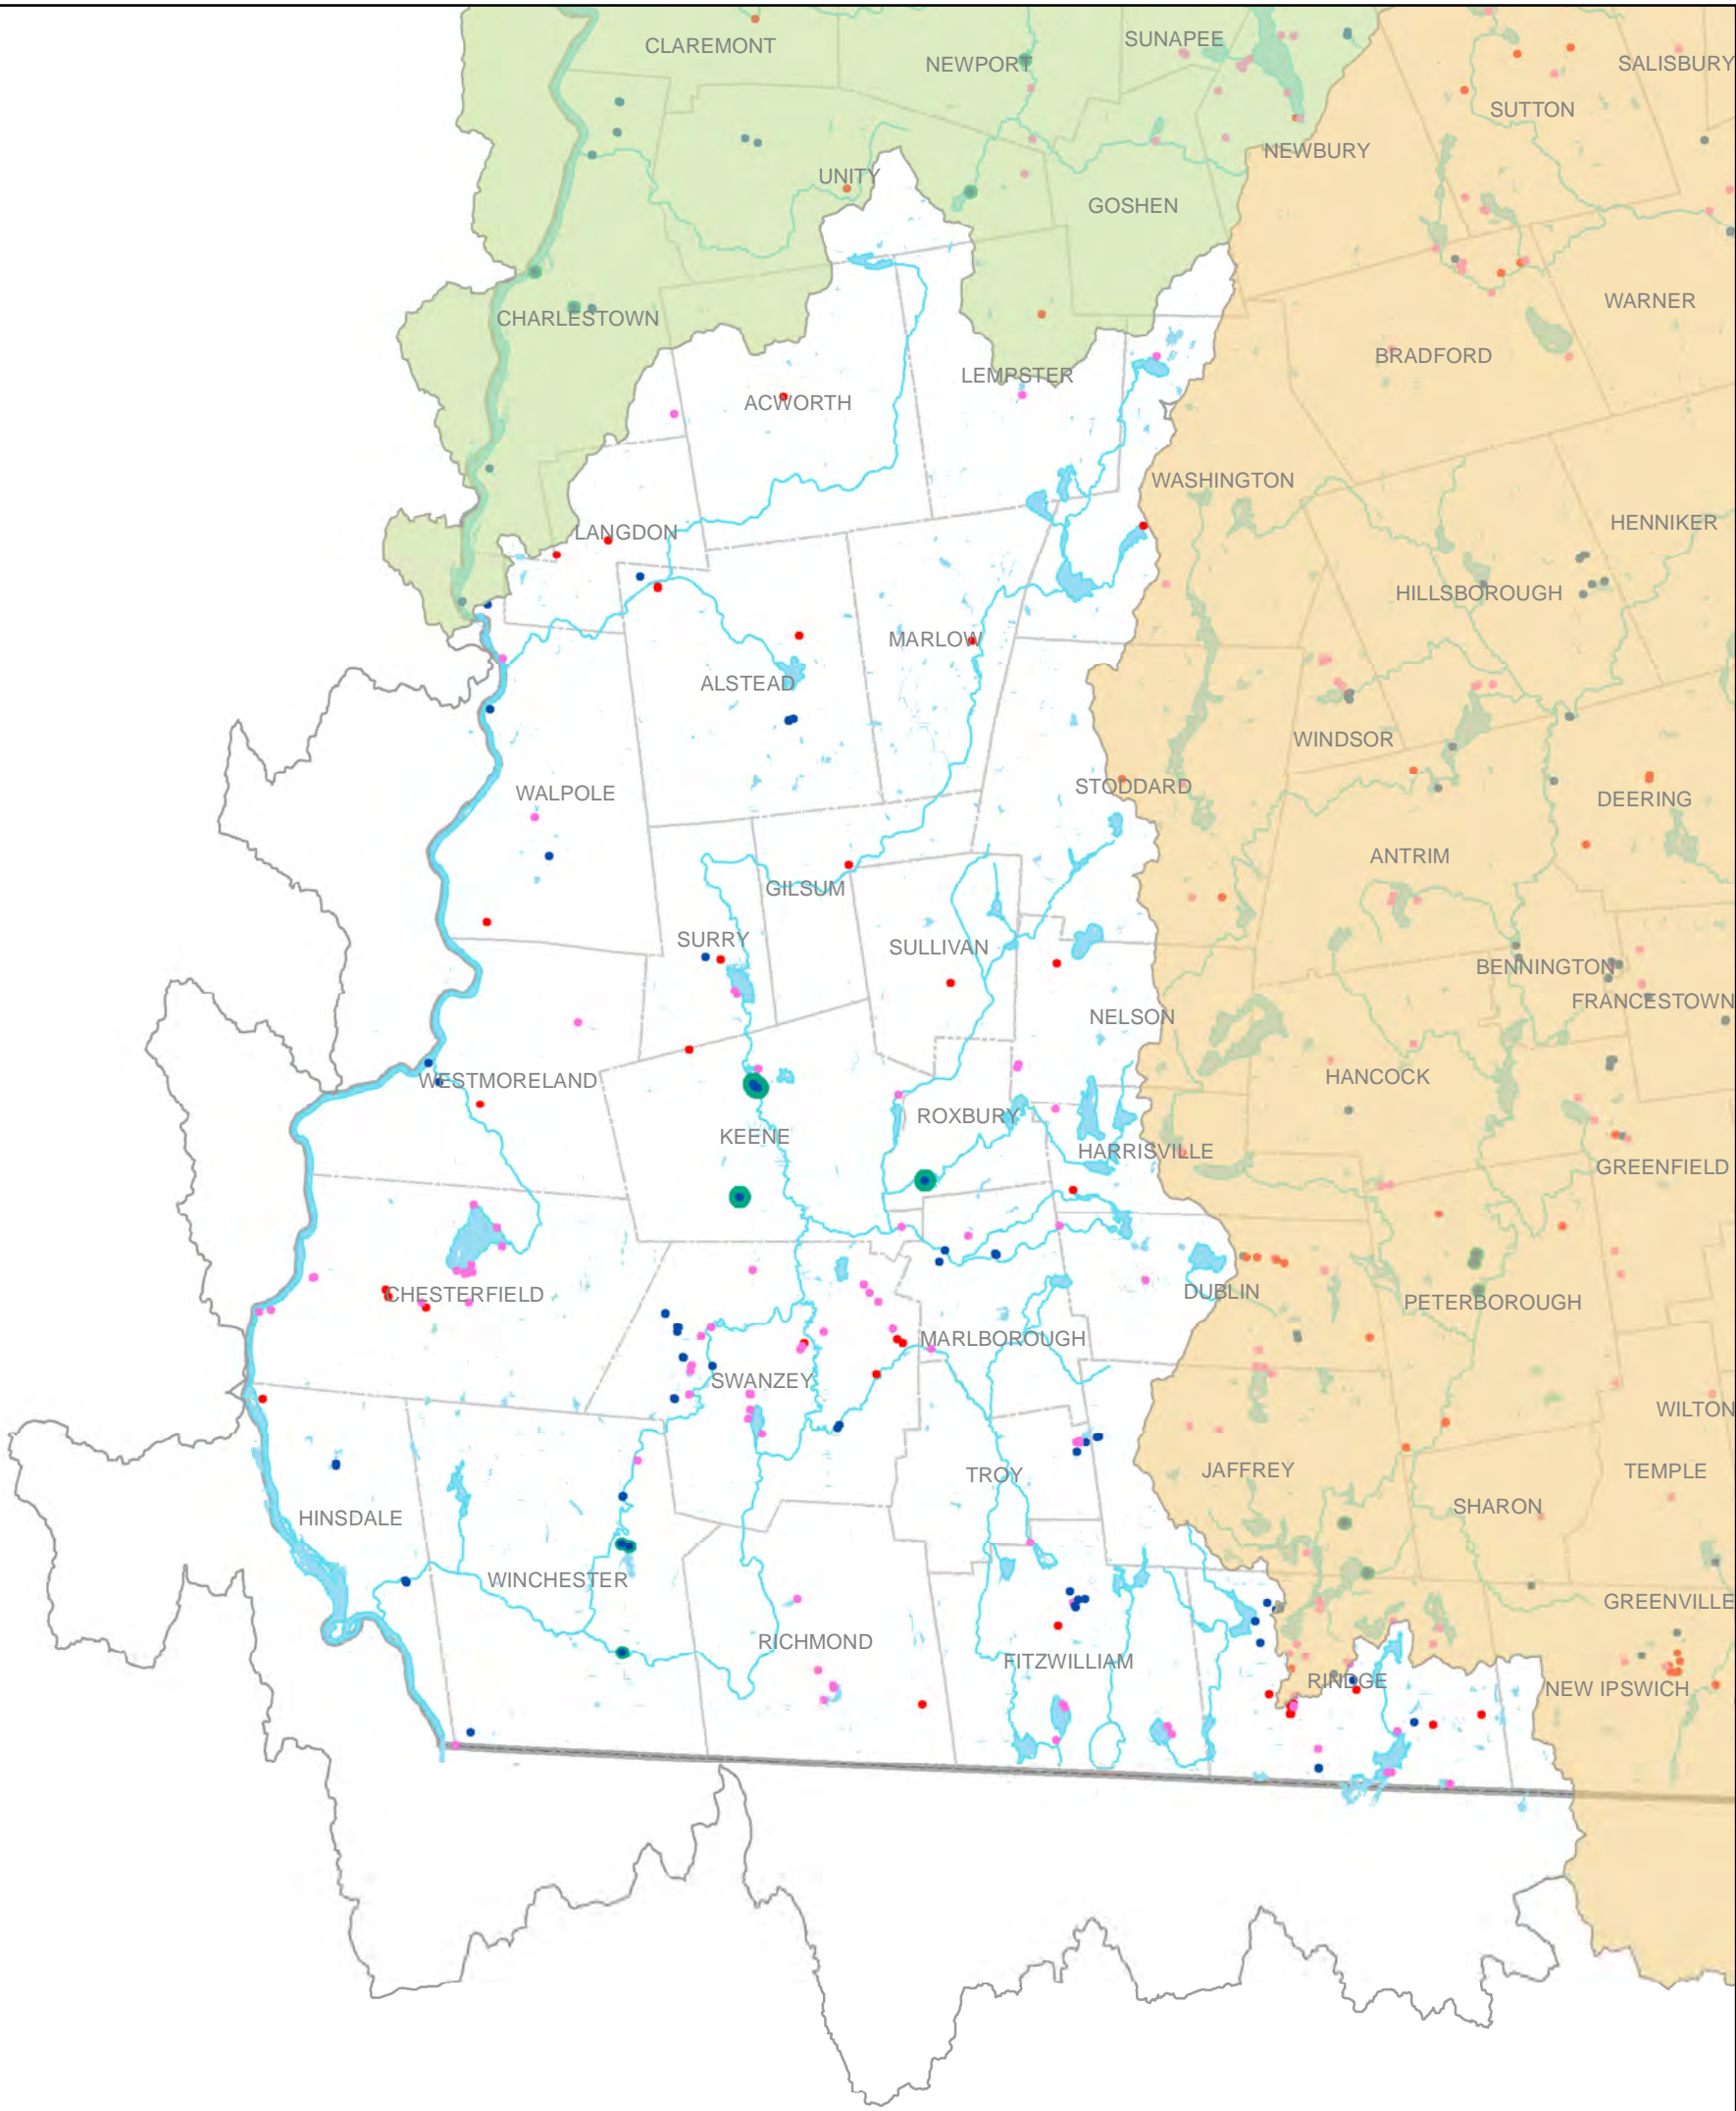 SUNAPEE
CLAREMONT
NEWPORT
SALISBURY
SUTTON
NEWBURY
UNITY
GOSHEN
WARNER
CHARLESTOWN
BRADFORD
LEMPSTER
ACWORTH
WASHINGTON
HENNIKER
LANGDON
HILLSBOROUGH
MARLOW
ALSTEAD
WINDSOR
STODDARD
WALPOLE
DEERING
ANTRIM
GILSUM
SURRY
SULLIVAN
BENNINGTON
FRANCESTOWN
NELSON
HANCOCK
WESTMORELAND
ROXBURY
KEENE
HARRISVILLE
GREENFIELD
DUBLIN
CHESTERFIELD
PETERBOROUGH
MARLBOROUGH
SWANZEY
WILTON
JAFFREY
TEMPLE
TROY
SHARON
HINSDALE
WINCHESTER
GREENVILLE
RICHMOND
FITZWILLIAM
RINDGE
NEW IPSWICH